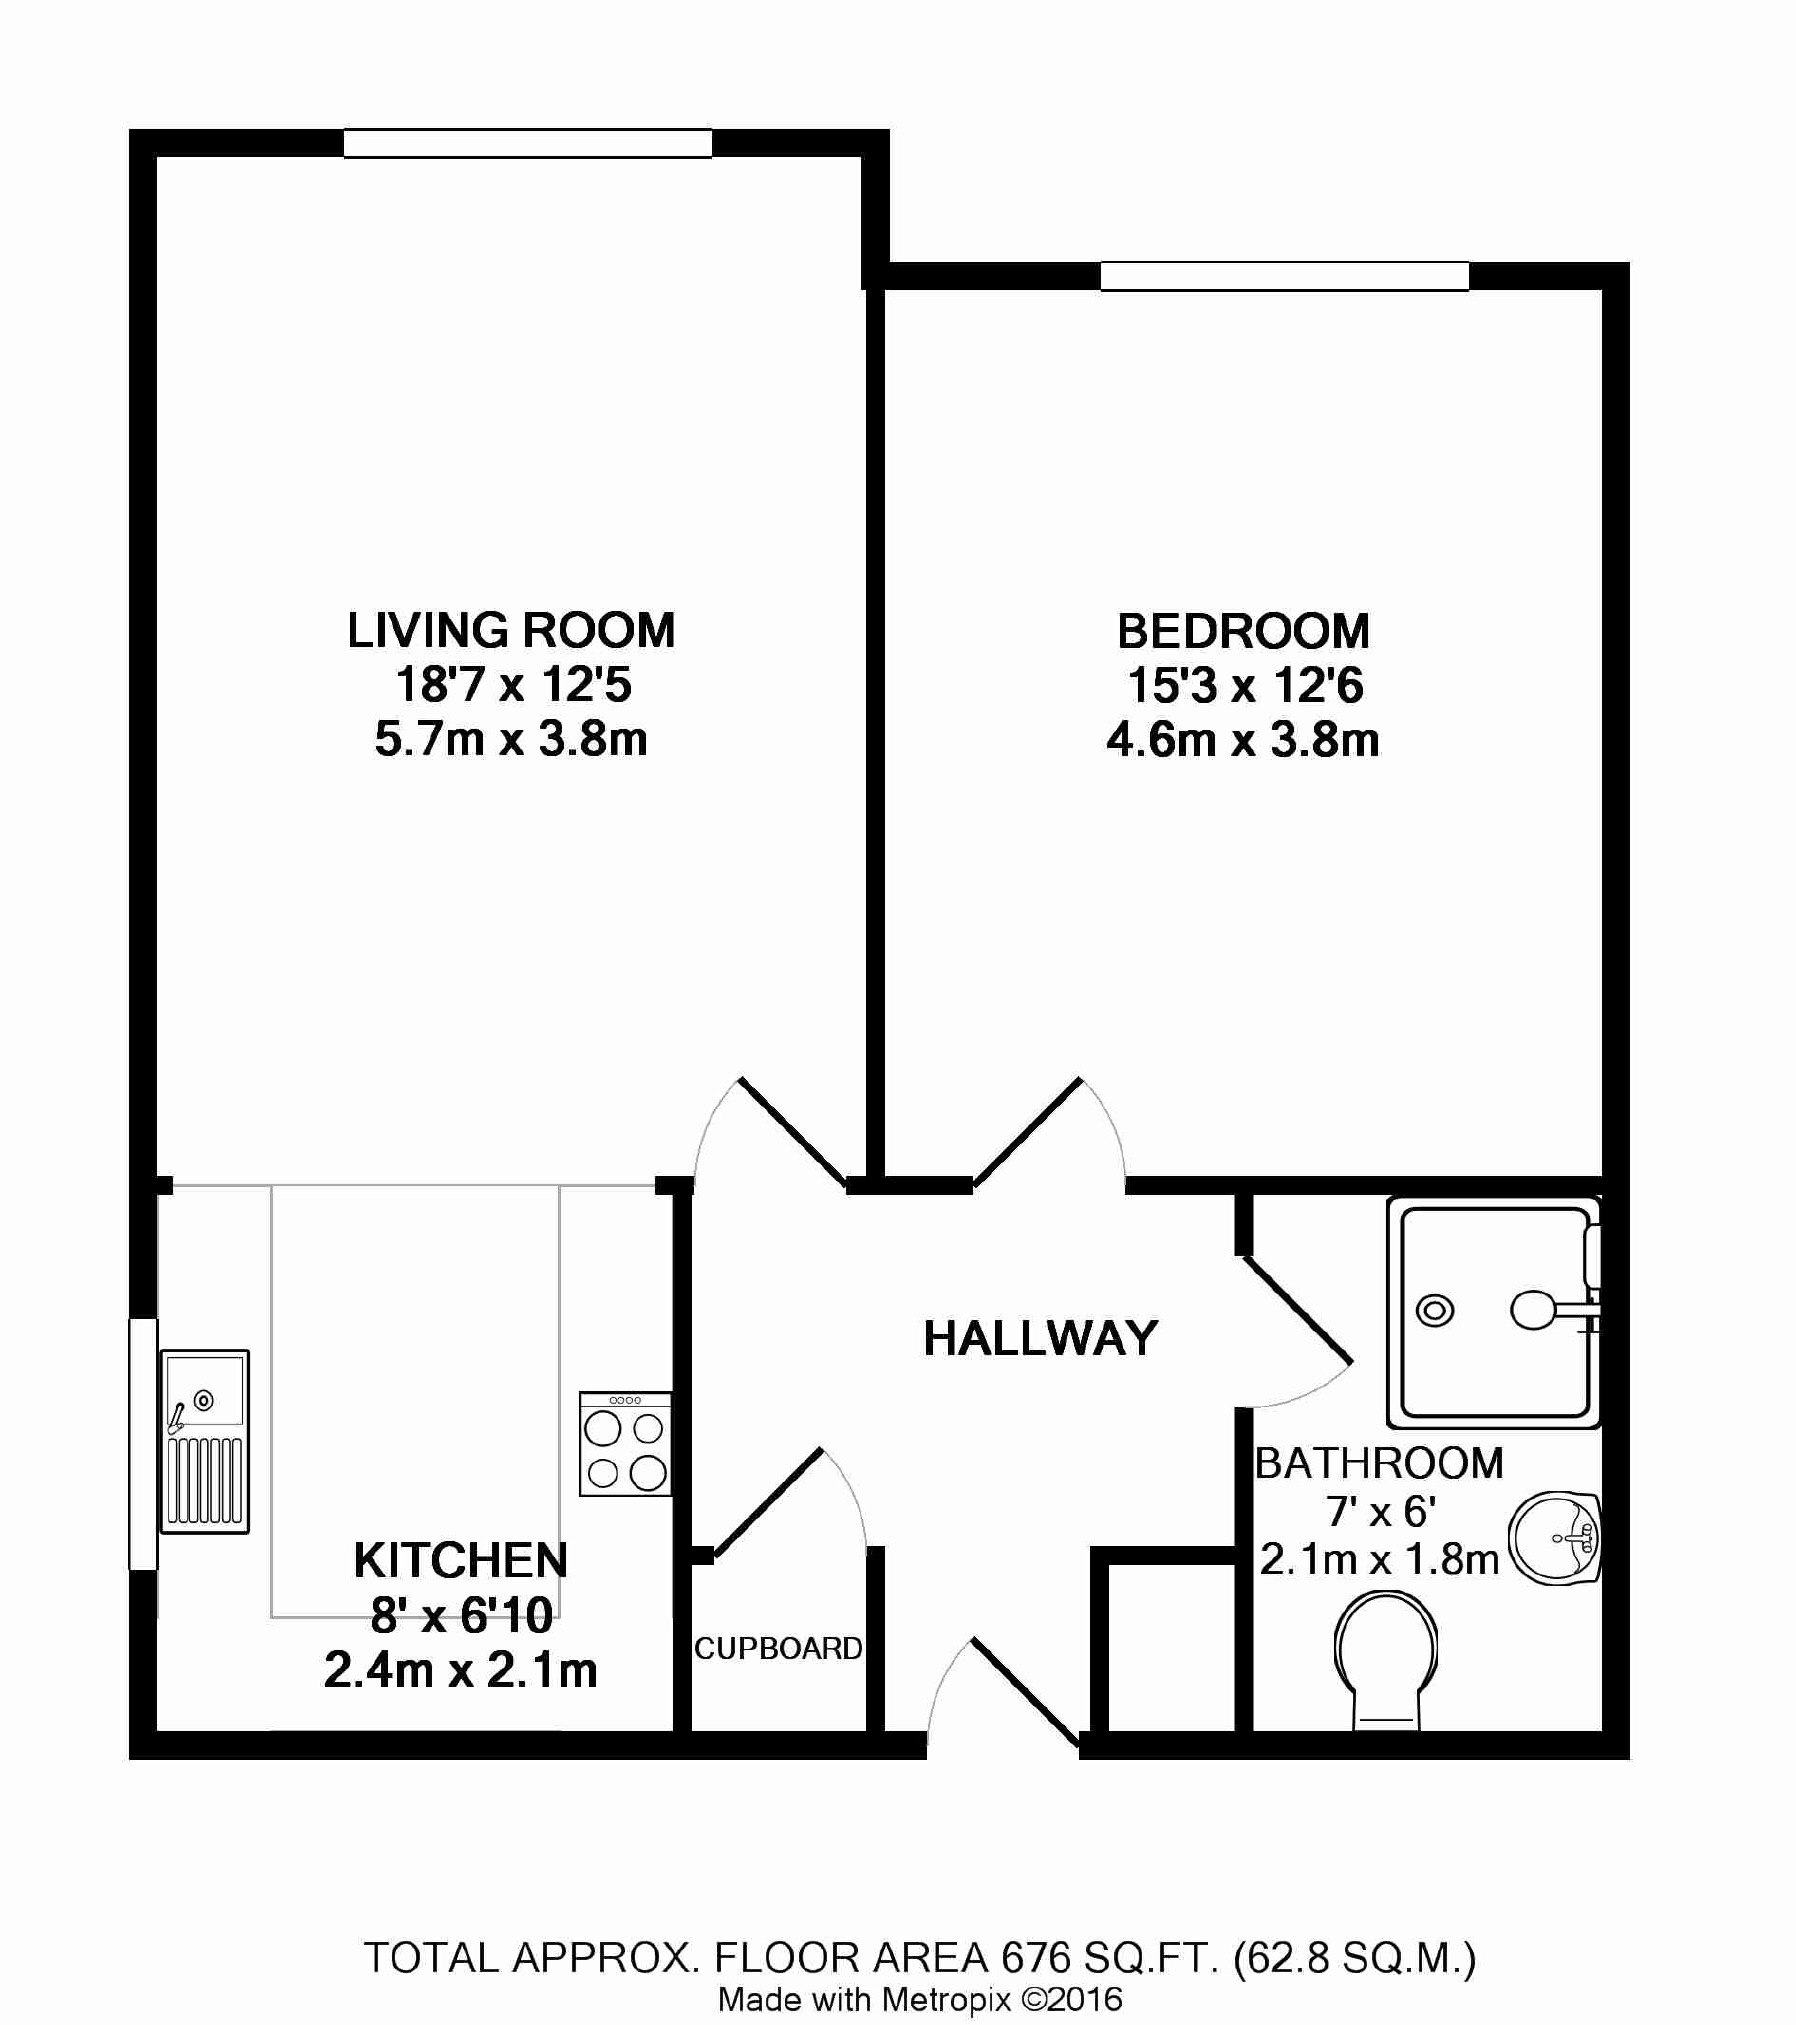 LIVING ROOM
18'7 x 12'5
5.7m x 3.8m
BEDROOM
15'3 x 12'6
4.6m x 3.8m
HALLWAY
BATHROOM
7' x 6'
2.1m x 1.8m
KITCHEN
8' x 6'10
2.4m x 2.1m
CUPBOARD
TOTAL APPROX. FLOOR AREA 676 SQ.FT. (62.8 SQ.M.)
Made with Metropix ©2016